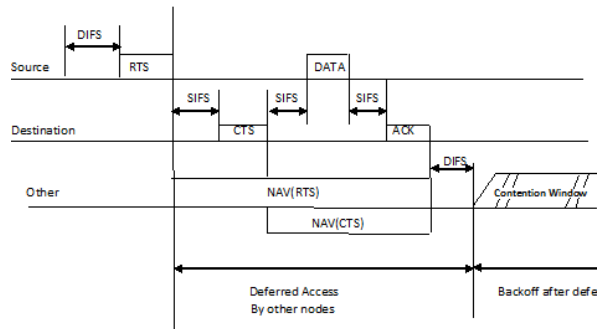 DIFS
Source
RTS
DATA
SIFS
SIFS
SIFS
Destination
CTS
ACK
DIFS
Other
NAV(RTS)
Contention Window
NAV(CTS)
Deferred Access
By other nodes
Backoff after defe